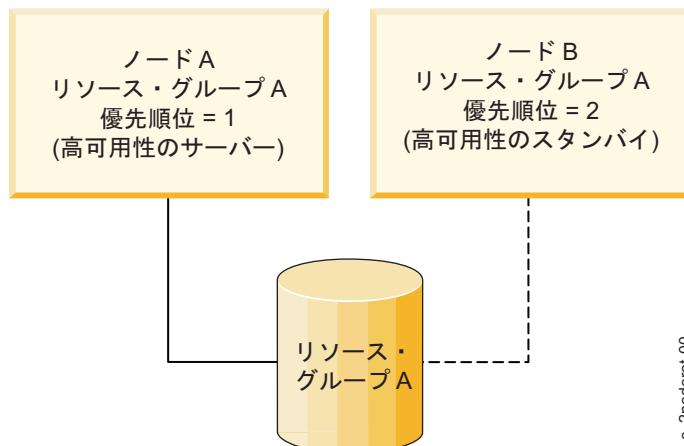 ノード A
リソース・グループ A
優先順位 = 1
(高可用性のサーバー)
ノード B
リソース・グループ A
優先順位 = 2
(高可用性のスタンバイ)
リソース・
グループ A